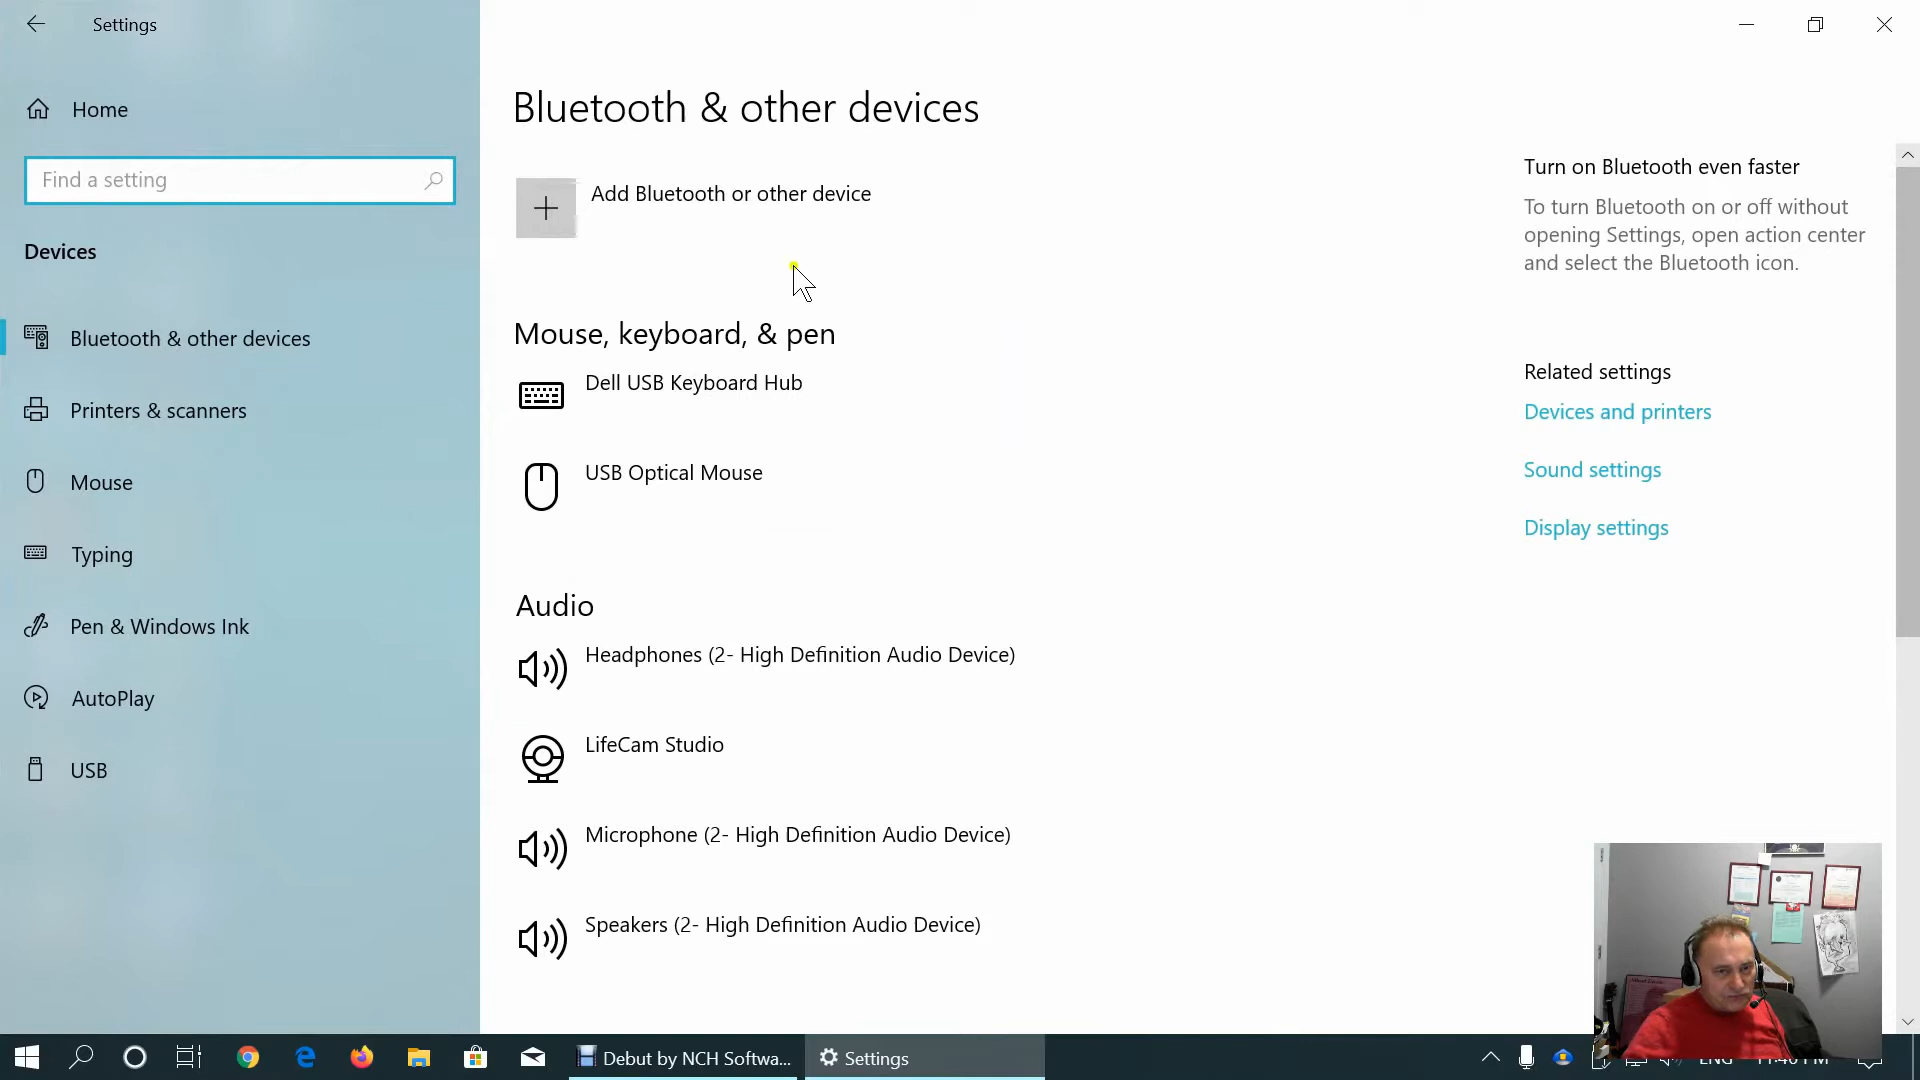 Settings
Home
Find a setting
Devices
Bluetooth & other devices
Printers & scanners
Mouse
Typing
Pen & Windows Ink
AutoPlay
USB
Bluetooth & other devices
Add Bluetooth or other device
Mouse, keyboard, & pen
Dell USB Keyboard Hub
USB Optical Mouse
Audio
Headphones (2- High Definition Audio Device)
LifeCam Studio
Microphone (2- High Definition Audio Device)
Speakers (2- High Definition Audio Device)
Turn on Bluetooth even faster
To turn Bluetooth on or off without
opening Settings, open action center
and select the Bluetooth icon.
Related settings
Devices and printers
Sound settings
Display settings
Debut by NCH Softwa...
Settings